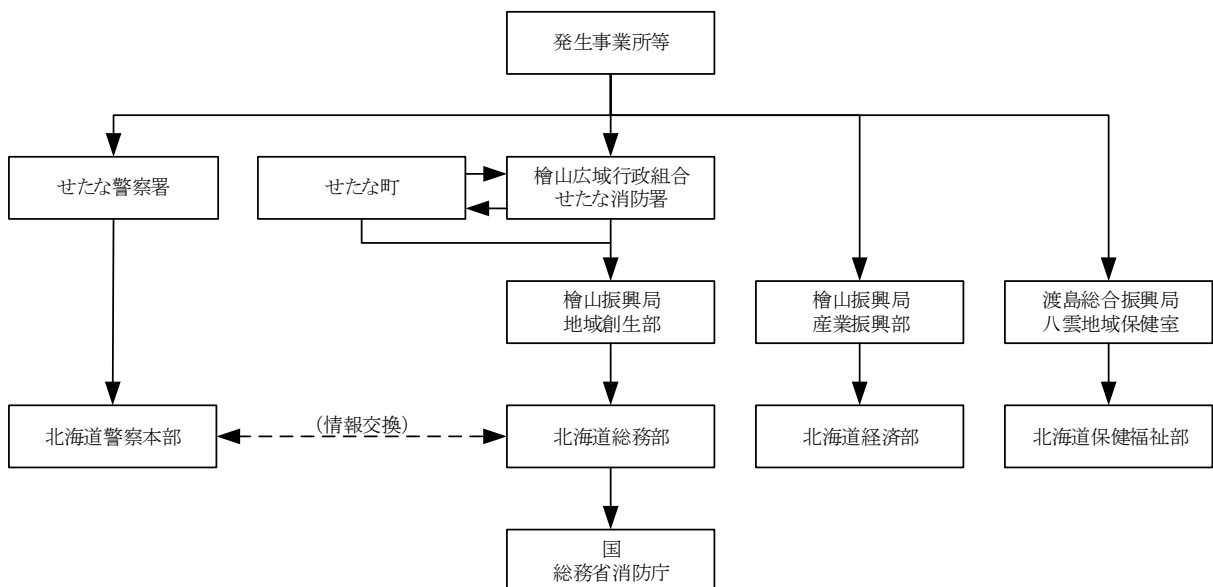 発生事業所等
せたな警察署
せたな町
檜山広域行政組合
せたな消防署
檜山振興局
地域創生部
檜山振興局
産業振興部
渡島総合振興局
八雲地域保健室
北海道警察本部
(情報交換)
北海道総務部
北海道経済部
北海道保健福祉部
国
総務省消防庁